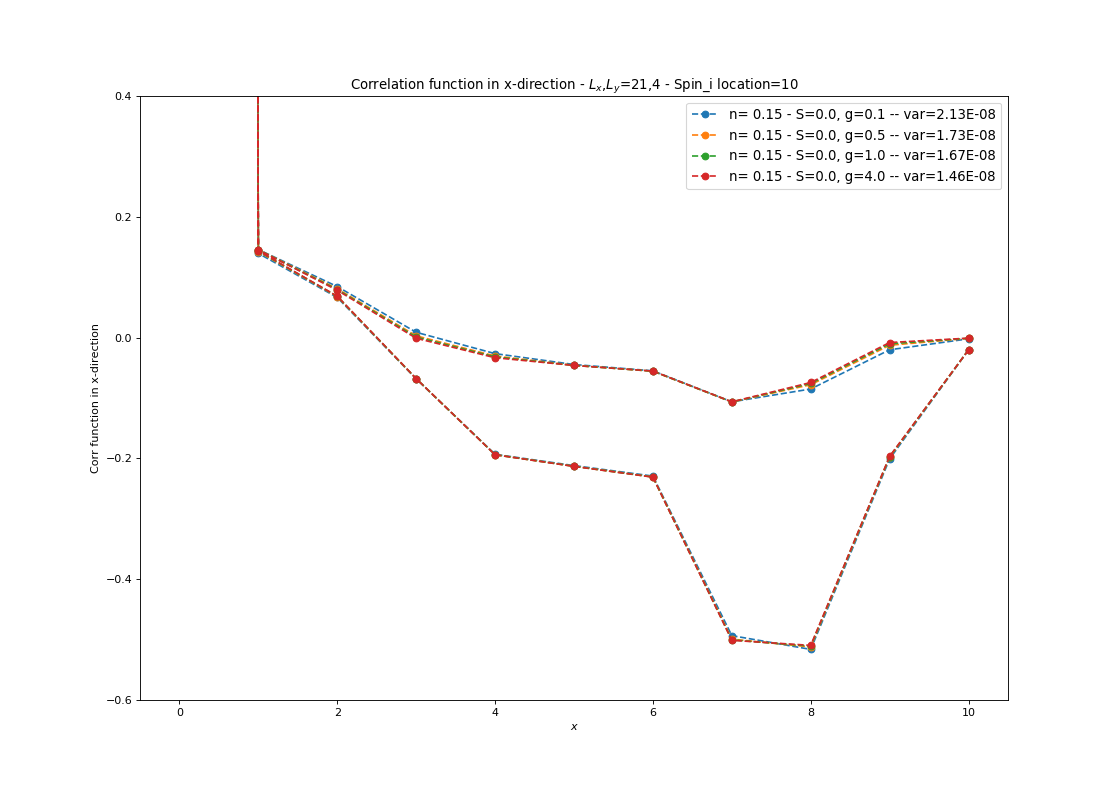 Correlation function in x-direction - Lx,Ly=21,4 - Spin_i location=10
n= 0.15 - S=0.0, g=0.1 -- var=2.13E-08
n= 0.15 - S=0.0, g=0.5 -- var=1.73E-08
n= 0.15 - S=0.0, g=1.0 -- var=1.67E-08
n= 0.15 - S=0.0, g=4.0 -- var=1.46E-08
Corr function in x-direction
0.4
0.2
0.0
−0.2
−0.4
−0.6
0 2 4 6 8 10
x